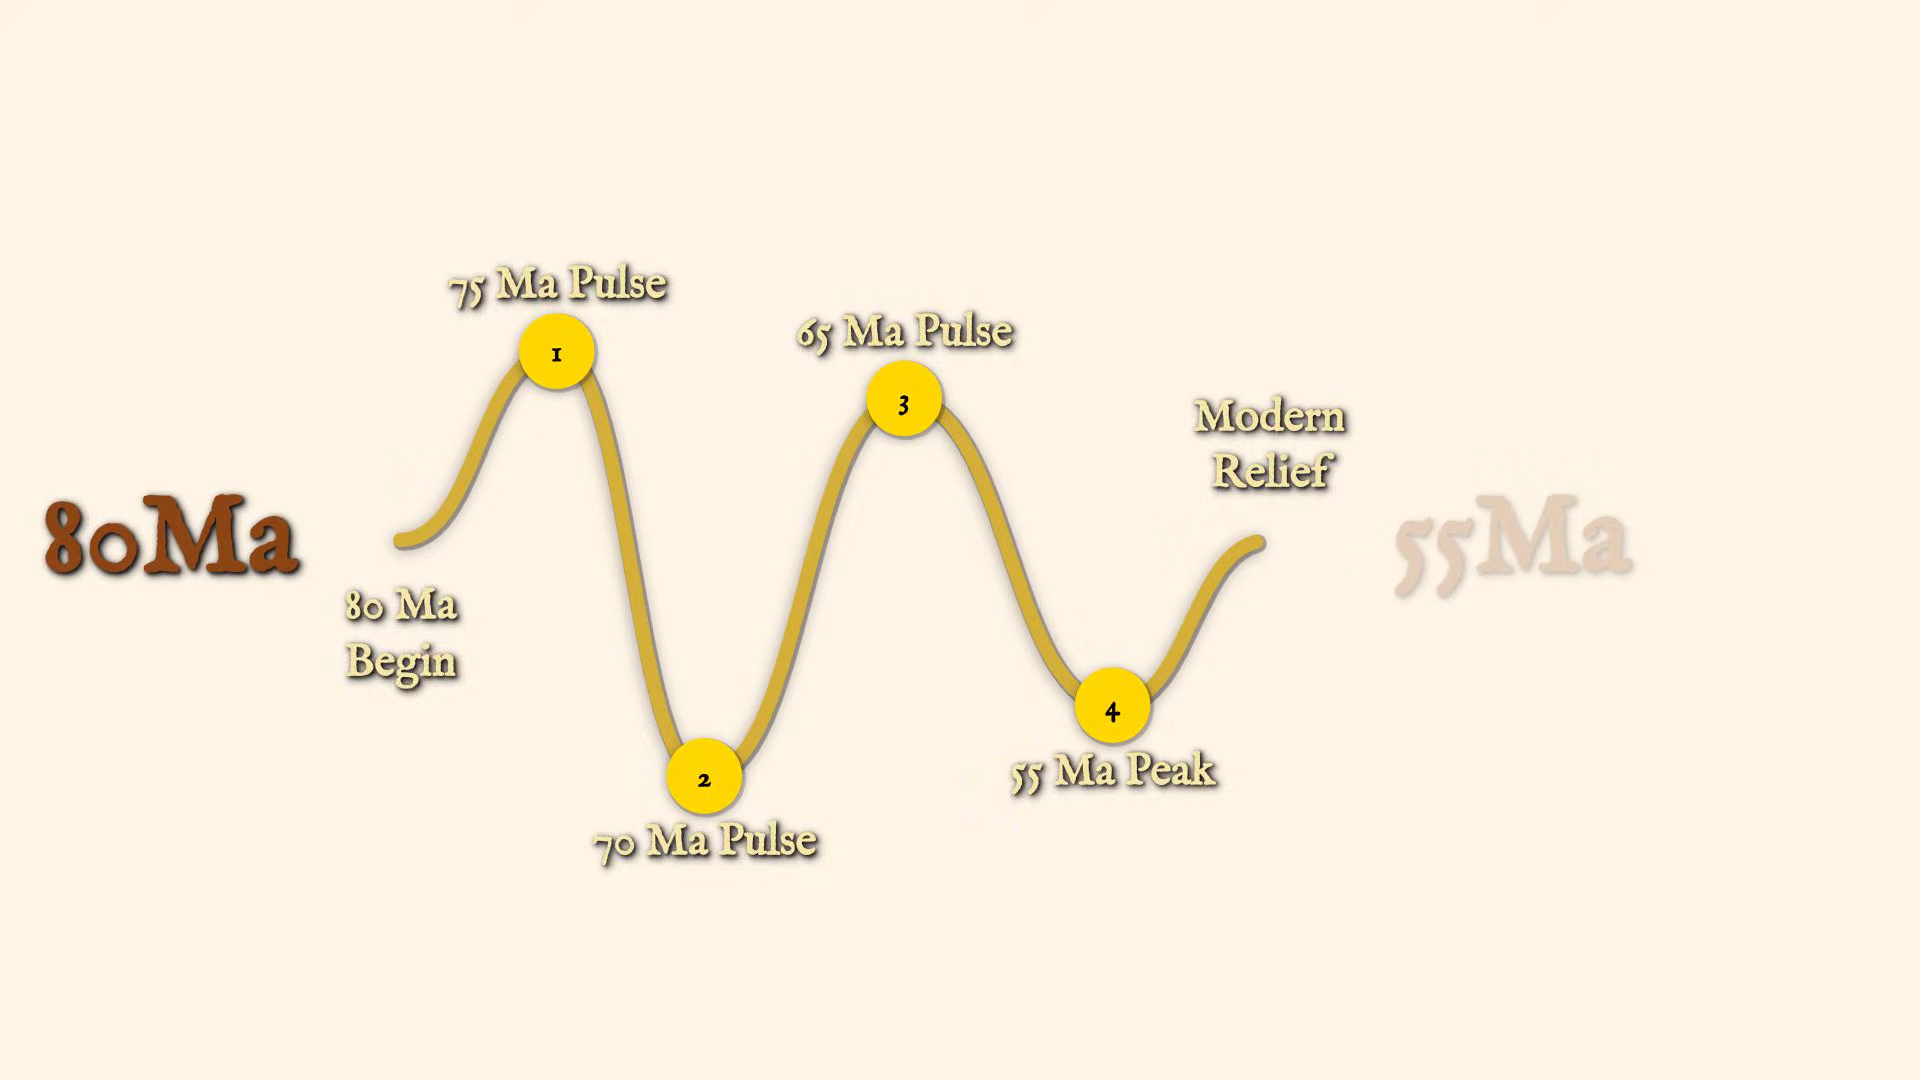 75 Ma Pulse
1
65 Ma Pulse
3
Modern
Relief
80Ma
55Ma
80 Ma
Begin
4
55 Ma Peak
2
70 Ma Pulse